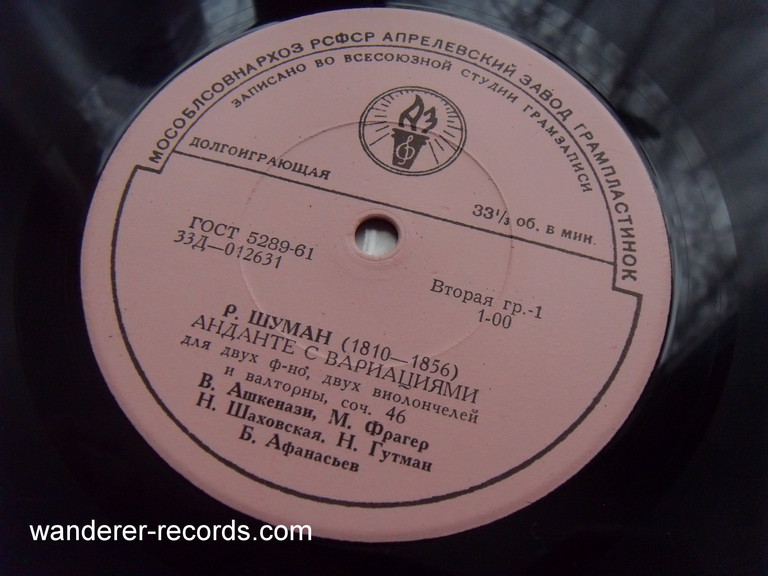 МОСОБЛСОВНАРХОЗ РСФСР АПРЕЛЕВСКИЙ ЗАВОД ГРАМПЛАСТИНОК
ЗАПИСАНО ВО ВСЕСОЮЗНОЙ СТУДИИ ГРАМЗАПИСИ
АЗ
ДОЛГОИГРАЮЩАЯ
33⅓ об. в мин.
ГОСТ 5289-61
33Д—012631
Вторая гр.-1
1-00
Р. ШУМАН (1810—1856)
АНДАНТЕ С ВАРИАЦИЯМИ
для двух ф-но, двух виолончелей
и валторны, соч. 46
В. Ашкенази, М. Фрагер
Н. Шаховская, Н. Гутман
Б. Афанасьев
wanderer-records.com